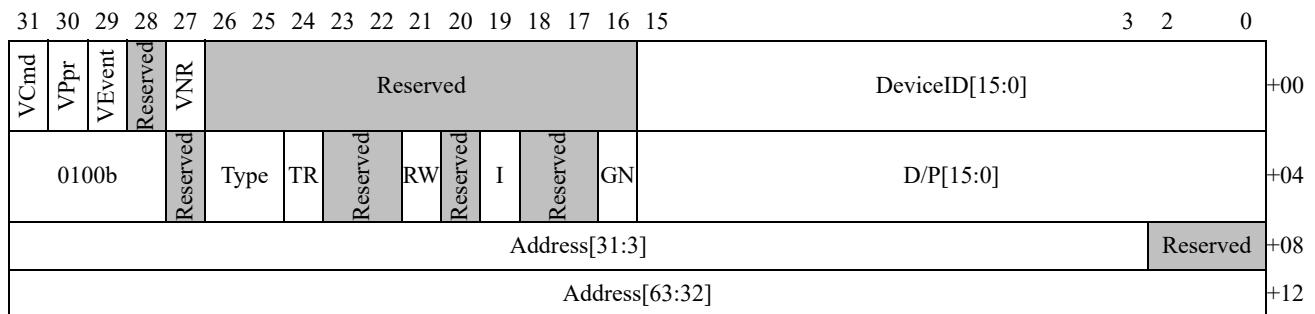 31 30 29 28 27 26 25 24 23 22 21 20 19 18 17 16 15 3 2 0
VCmd VPpr VEvent Reserved VNR Reserved DeviceID[15:0] +00
0100b Reserved Type TR Reserved RW Reserved I Reserved GN D/P[15:0] +04
Address[31:3] Reserved +08
Address[63:32] +12